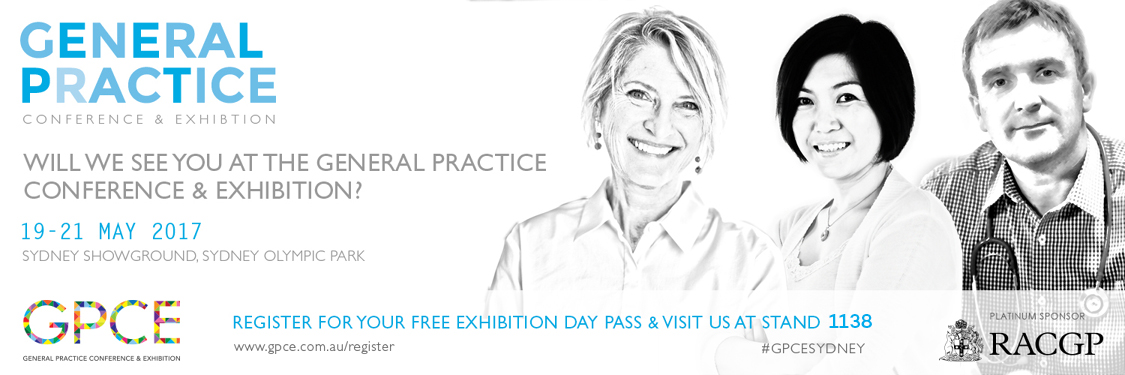 GENERAL
PRACTICE
CONFERENCE & EXHIBTION
WILL WE SEE YOU AT THE GENERAL PRACTICE
CONFERENCE & EXHIBITION?
19-21 MAY 2017
SYDNEY SHOWGROUND, SYDNEY OLYMPIC PARK
GPCE
GENERAL PRACTICE CONFERENCE & EXHIBITION
REGISTER FOR YOUR FREE EXHIBITION DAY PASS & VISIT US AT STAND 1138
www.gpce.com.au/register
#GPCESYDNEY
PLATINUM SPONSOR
RACGP